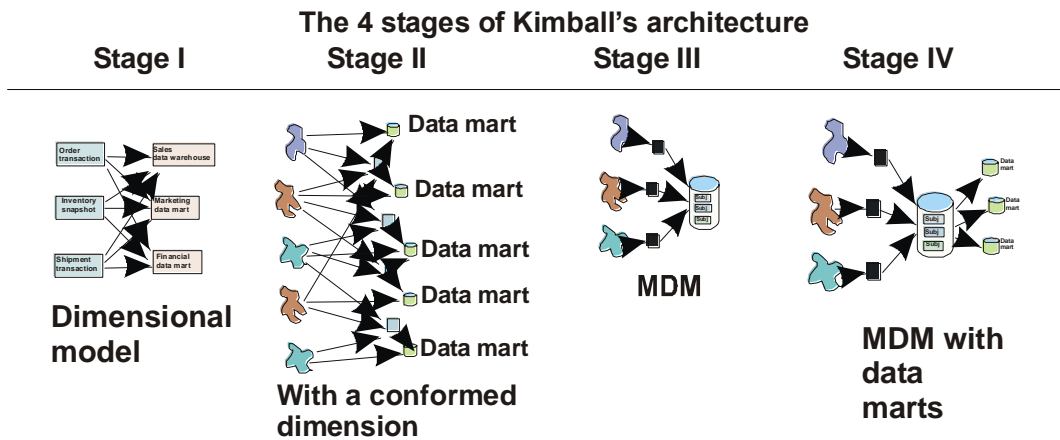 The 4 stages of Kimball's architecture
Stage I
Stage II
Stage III
Stage IV
Order
transaction
Sales
data warehouse
Inventory
snapshot
Marketing
data mart
Shipment
transaction
Financial
data mart
Dimensional
model
Data mart
Data mart
Data mart
Data mart
Data mart
With a conformed
dimension
Subj
Subj
Subj
MDM
Subj
Subj
Subj
Data
mart
Data
mart
Data
mart
MDM with
data
marts